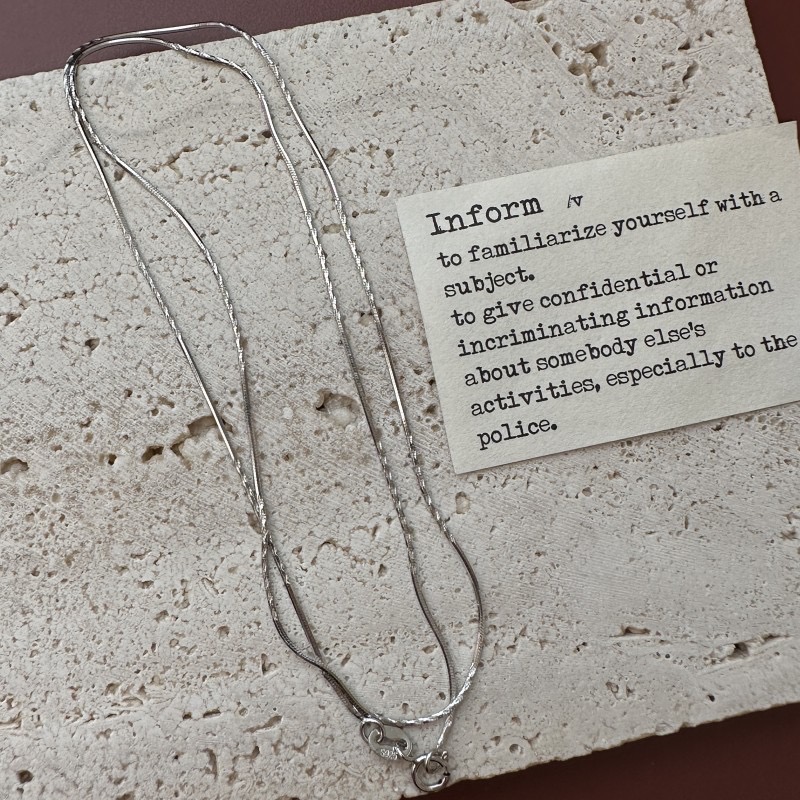 Inform /v
to familiarize yourself with a
subject.
to give confidential or
incriminating information
about somebody else's
activities, especially to the
police.